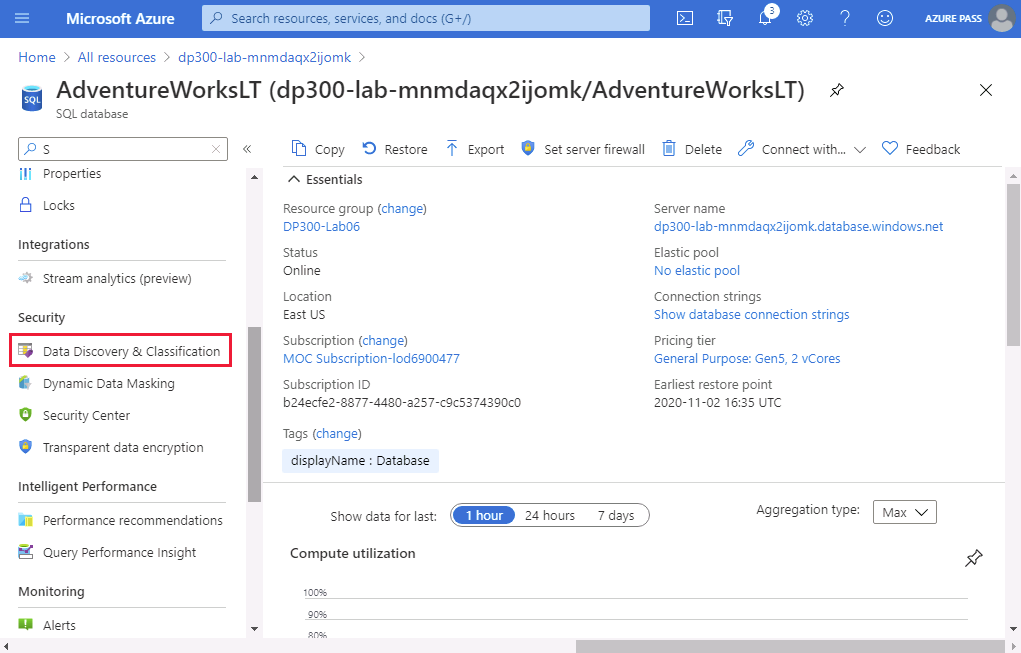 Microsoft Azure
Search resources, services, and docs (G+/)
3
AZURE PASS
Home > All resources > dp300-lab-mnmdaqx2ijomk >
SQL
AdventureWorksLT (dp300-lab-mnmdaqx2ijomk/AdventureWorksLT)
SQL database
S
Properties
Locks
Integrations
Stream analytics (preview)
Security
Data Discovery & Classification
Dynamic Data Masking
Security Center
Transparent data encryption
Intelligent Performance
Performance recommendations
Query Performance Insight
Monitoring
Alerts
Copy Restore Export Set server firewall Delete Connect with... Feedback
Essentials
Resource group (change)
DP300-Lab06
Status
Online
Location
East US
Subscription (change)
MOC Subscription-lod6900477
Subscription ID
b24ecfe2-8877-4480-a257-c9c5374390c0
Tags (change)
displayName : Database
Server name
dp300-lab-mnmdaqx2ijomk.database.windows.net
Elastic pool
No elastic pool
Connection strings
Show database connection strings
Pricing tier
General Purpose: Gen5, 2 vCores
Earliest restore point
2020-11-02 16:35 UTC
Show data for last: 1 hour 24 hours 7 days
Aggregation type: Max
Compute utilization
100%
90%
80%